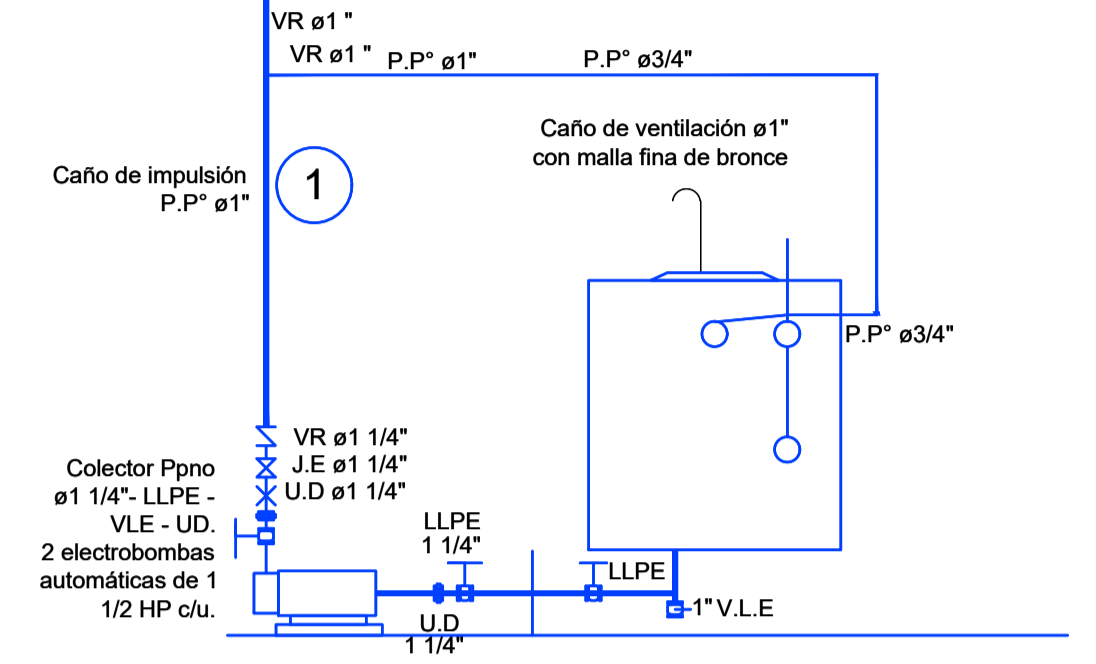 VR ø1 "
VR ø1 "
P.P° ø1"
P.P° ø3/4"
Caño de ventilación ø1"
con malla fina de bronce
Caño de impulsión
P.P° ø1"
1
P.P° ø3/4"
VR ø1 1/4"
J.E ø1 1/4"
U.D ø1 1/4"
Colector Ppno
ø1 1/4"- LLPE -
VLE - UD.
2 electrobombas
automáticas de 1
1/2 HP c/u.
LLPE
1 1/4"
LLPE
1" V.L.E
U.D
1 1/4"